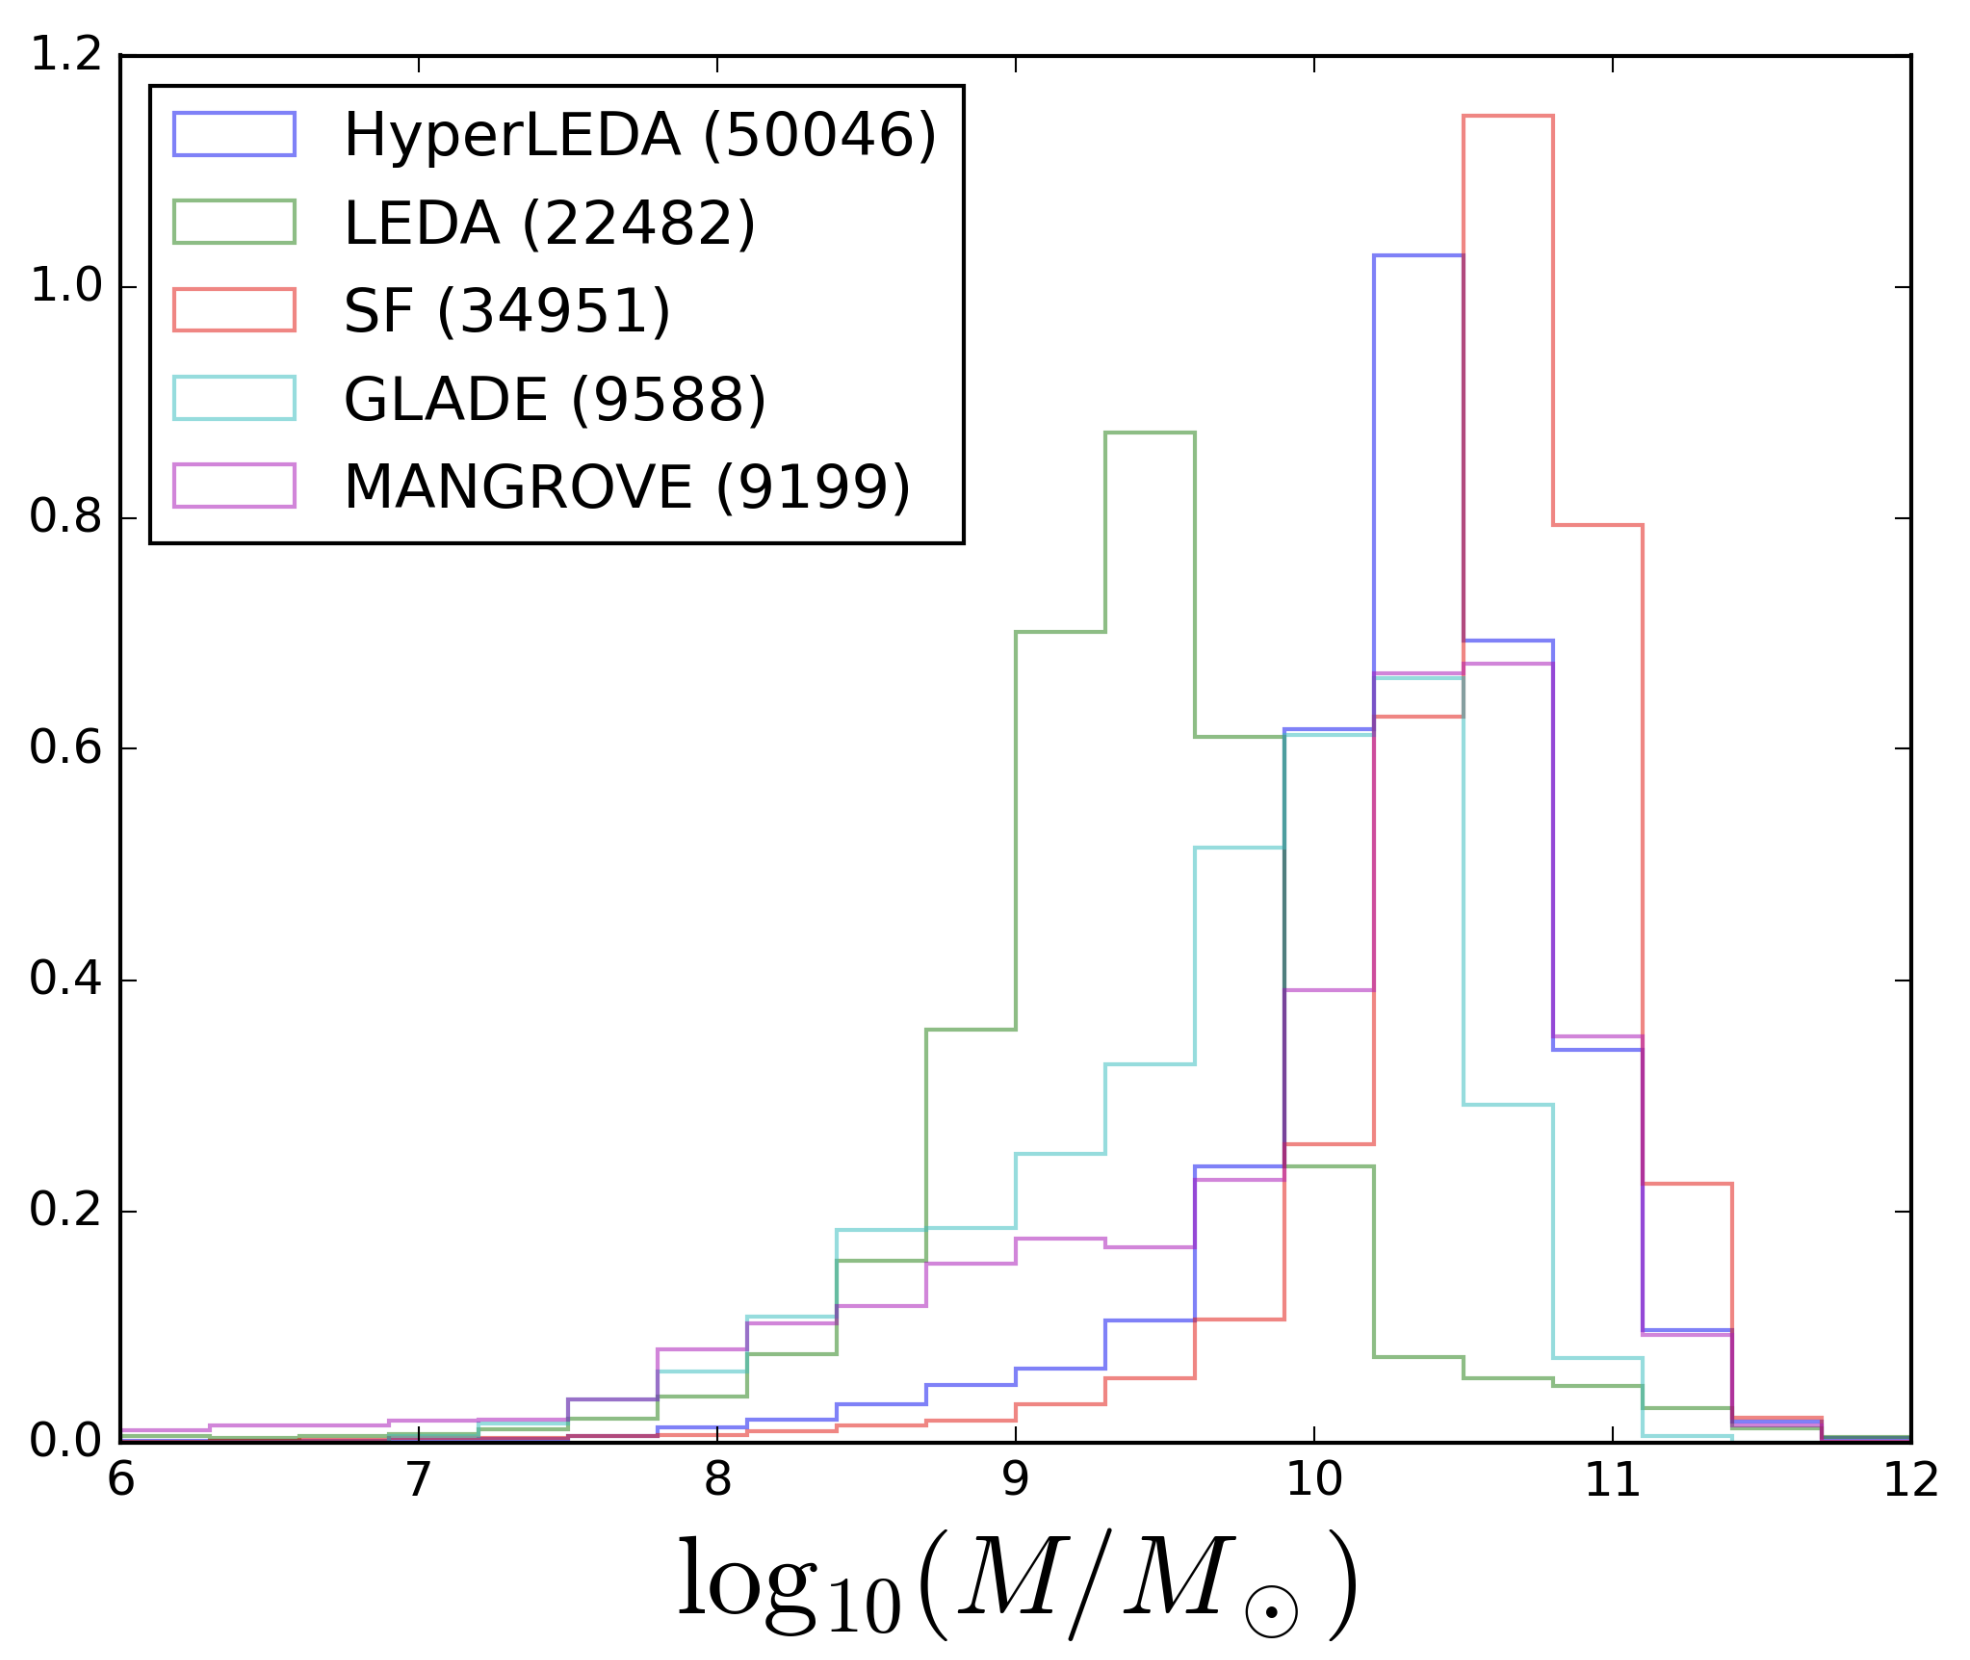 1.2
1.0
0.8
0.6
0.4
0.2
0.0
HyperLEDA (50046)
LEDA (22482)
SF (34951)
GLADE (9588)
MANGROVE (9199)
6 7 8 9 10 11 12
log₁₀(M/M☉)